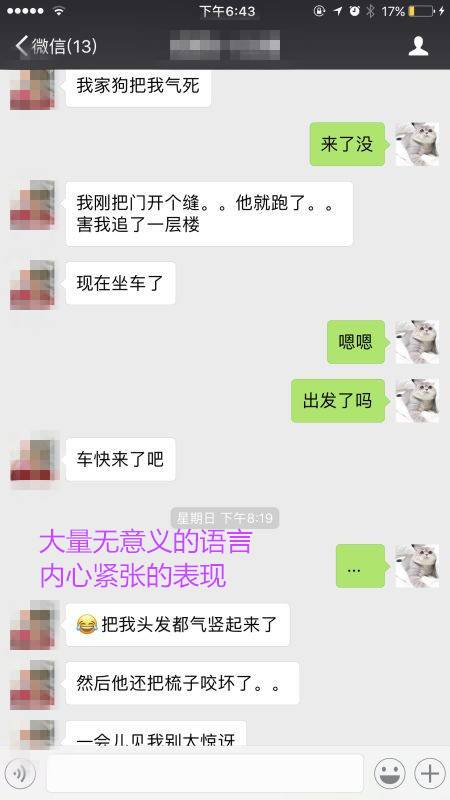 下午6:43
17%
微信(13)
我家狗把我气死
来了没
我刚把门开个缝。。他就跑了。。
害我追了一层楼
现在坐车了
嗯嗯
出发了吗
车快来了吧
星期日 下午8:19
大量无意义的语言
内心紧张的表现
...
😂把我头发都气竖起来了
然后他还把梳子咬坏了。。
一会儿见我别太惊讶